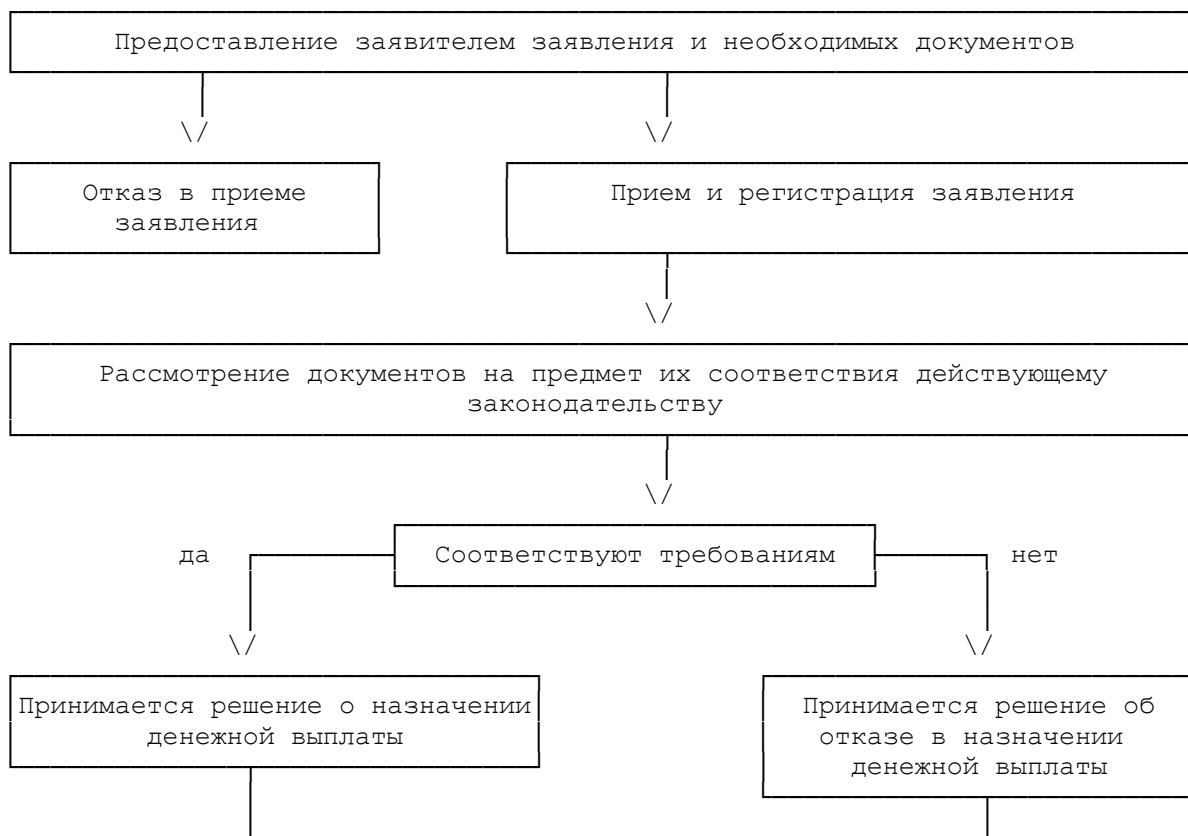 Предоставление заявителем заявления и необходимых документов
Отказ в приеме
заявления
Прием и регистрация заявления
Рассмотрение документов на предмет их соответствия действующему
законодательству
да
Соответствуют требованиям
нет
Принимается решение о назначении
денежной выплаты
Принимается решение об
отказе в назначении
денежной выплаты